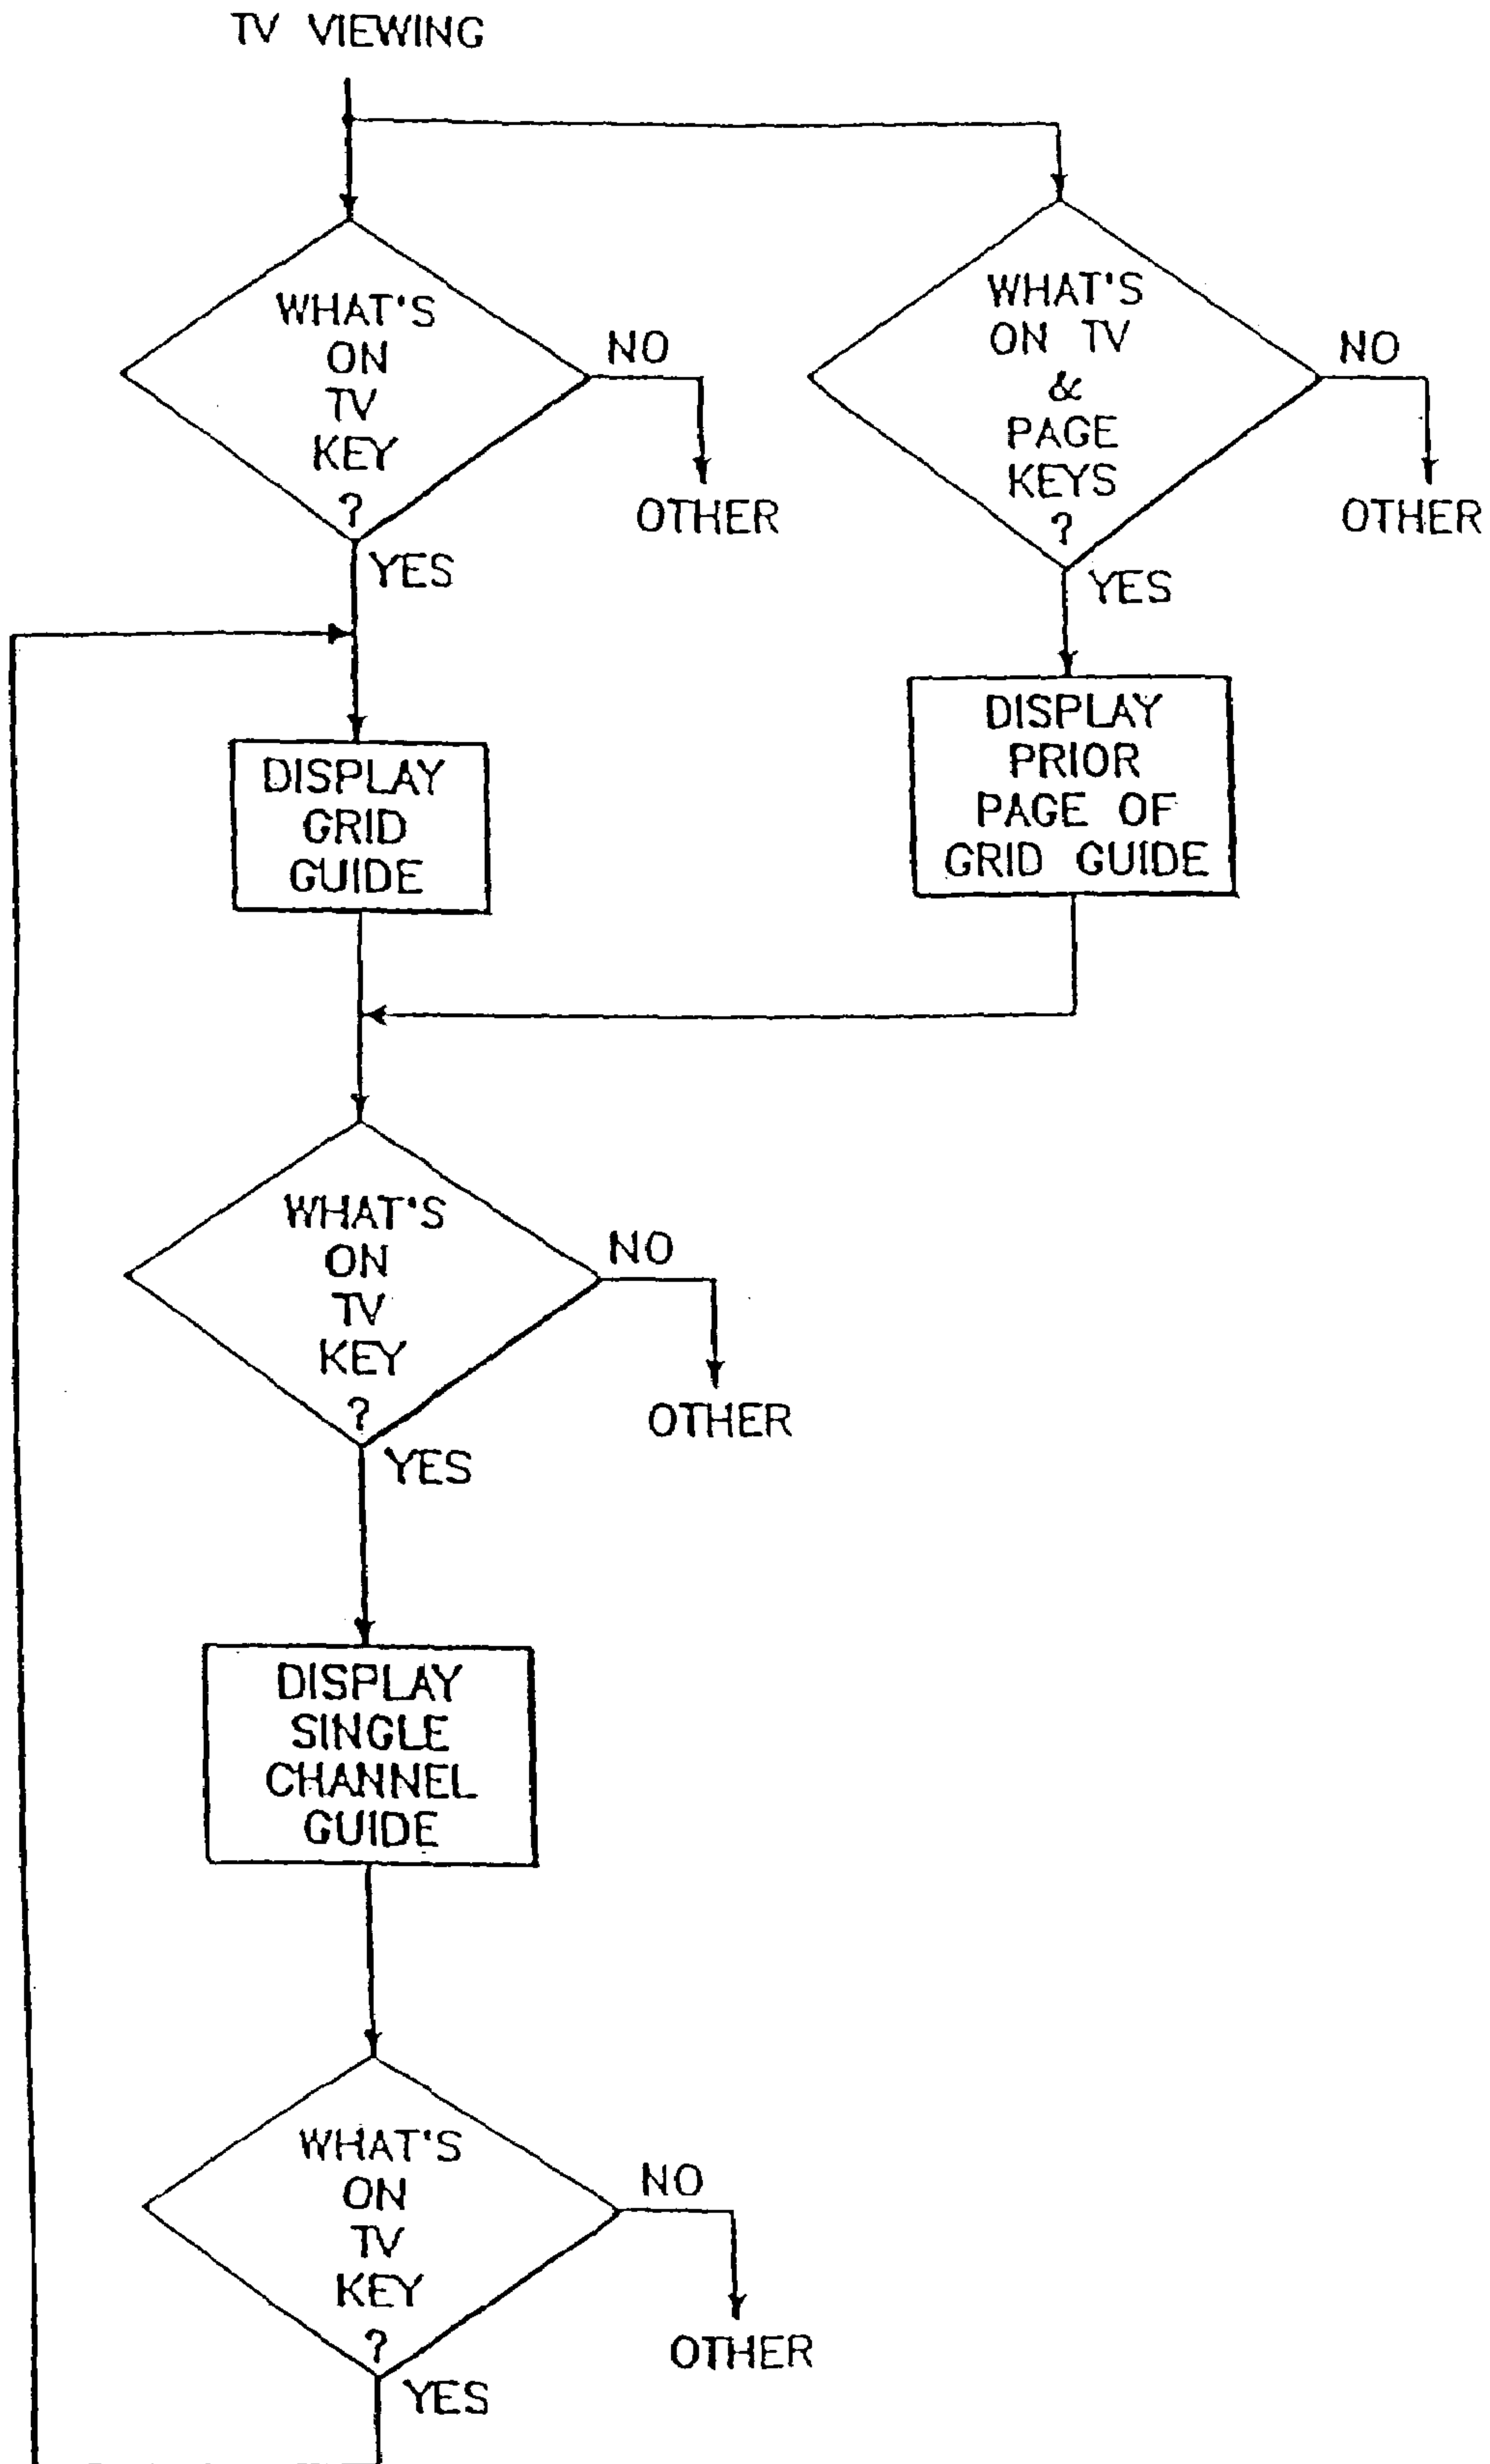 TV VIEWING
WHAT'S
ON
TV
KEY
?
NO
OTHER
YES
WHAT'S
ON TV
&
PAGE
KEYS
?
NO
OTHER
YES
DISPLAY
GRID
GUIDE
DISPLAY
PRIOR
PAGE OF
GRID GUIDE
WHAT'S
ON
TV
KEY
?
NO
OTHER
YES
DISPLAY
SINGLE
CHANNEL
GUIDE
WHAT'S
ON
TV
KEY
?
NO
OTHER
YES